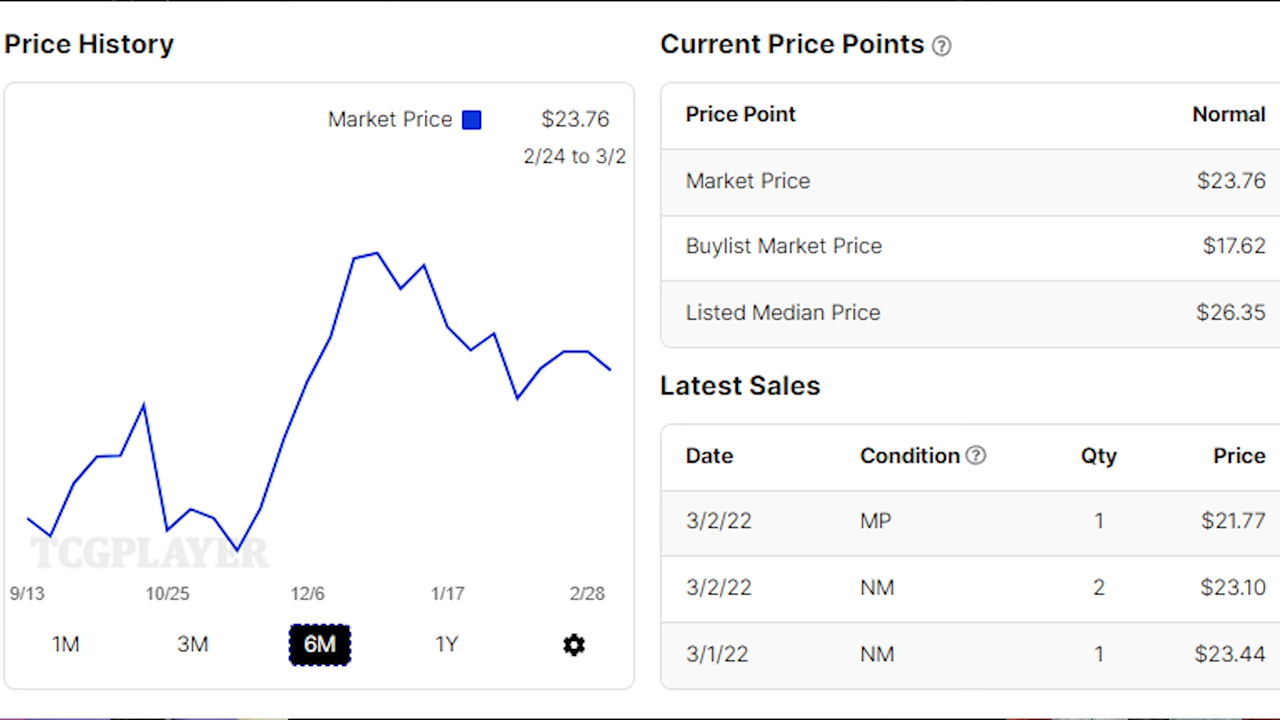 Price History
Market Price $23.76
2/24 to 3/2
TCGPLAYER
9/13 10/25 12/6 1/17 2/28
1M 3M 6M 1Y
Current Price Points ?
Price Point Normal
Market Price $23.76
Buylist Market Price $17.62
Listed Median Price $26.35
Latest Sales
Date Condition ? Qty Price
3/2/22 MP 1 $21.77
3/2/22 NM 2 $23.10
3/1/22 NM 1 $23.44